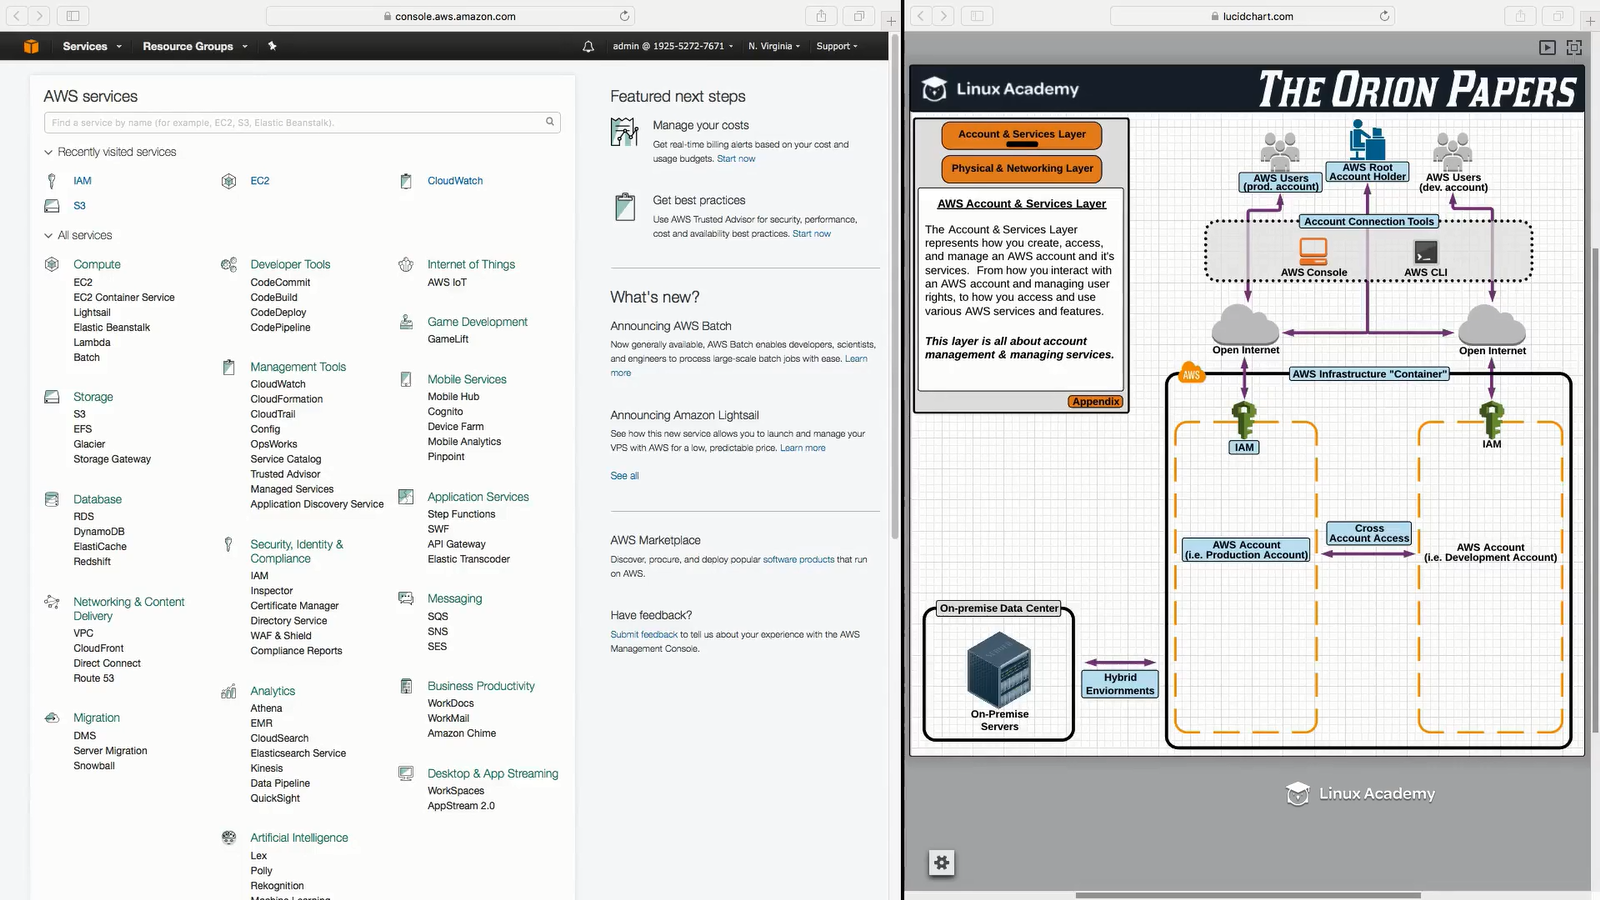 console.aws.amazon.com
Services
Resource Groups
admin @ 1925-5272-7671
N. Virginia
Support
AWS services
Find a service by name (for example, EC2, S3, Elastic Beanstalk).
Recently visited services
IAM
EC2
CloudWatch
S3
All services
Compute
EC2
EC2 Container Service
Lightsail
Elastic Beanstalk
Lambda
Batch
Storage
S3
EFS
Glacier
Storage Gateway
Database
RDS
DynamoDB
ElastiCache
Redshift
Networking & Content
Delivery
VPC
CloudFront
Direct Connect
Route 53
Migration
DMS
Server Migration
Snowball
Developer Tools
CodeCommit
CodeBuild
CodeDeploy
CodePipeline
Management Tools
CloudWatch
CloudFormation
CloudTrail
Config
OpsWorks
Service Catalog
Trusted Advisor
Managed Services
Application Discovery Service
Security, Identity &
Compliance
IAM
Inspector
Certificate Manager
Directory Service
WAF & Shield
Compliance Reports
Analytics
Athena
EMR
CloudSearch
Elasticsearch Service
Kinesis
Data Pipeline
QuickSight
Artificial Intelligence
Lex
Polly
Rekognition
Machine Learning
Internet of Things
AWS IoT
Game Development
GameLift
Mobile Services
Mobile Hub
Cognito
Device Farm
Mobile Analytics
Pinpoint
Application Services
Step Functions
SWF
API Gateway
Elastic Transcoder
Messaging
SQS
SNS
SES
Business Productivity
WorkDocs
WorkMail
Amazon Chime
Desktop & App Streaming
WorkSpaces
AppStream 2.0
Featured next steps
Manage your costs
Get real-time billing alerts based on your cost and
usage budgets. Start now
Get best practices
Use AWS Trusted Advisor for security, performance,
cost and availability best practices. Start now
What's new?
Announcing AWS Batch
Now generally available, AWS Batch enables developers, scientists,
and engineers to process large-scale batch jobs with ease. Learn
more
Announcing Amazon Lightsail
See how this new service allows you to launch and manage your
VPS with AWS for a low, predictable price. Learn more
See all
AWS Marketplace
Discover, procure, and deploy popular software products that run
on AWS.
Have feedback?
Submit feedback to tell us about your experience with the AWS
Management Console.
lucidchart.com
Linux Academy
The Orion Papers
Account & Services Layer
Physical & Networking Layer
AWS Account & Services Layer
The Account & Services Layer
represents how you create, access,
and manage an AWS account and it's
services. From how you interact with
an AWS account and managing user
rights, to how you access and use
various AWS services and features.
This layer is all about account
management & managing services.
Appendix
AWS Users
(prod. account)
AWS Root
Account Holder
AWS Users
(dev. account)
Account Connection Tools
AWS Console
AWS CLI
Open Internet
Open Internet
AWS
AWS Infrastructure "Container"
IAM
IAM
AWS Account
(i.e. Production Account)
Cross
Account Access
AWS Account
(i.e. Development Account)
On-premise Data Center
SERVER
On-Premise
Servers
Hybrid
Enviornments
Linux Academy